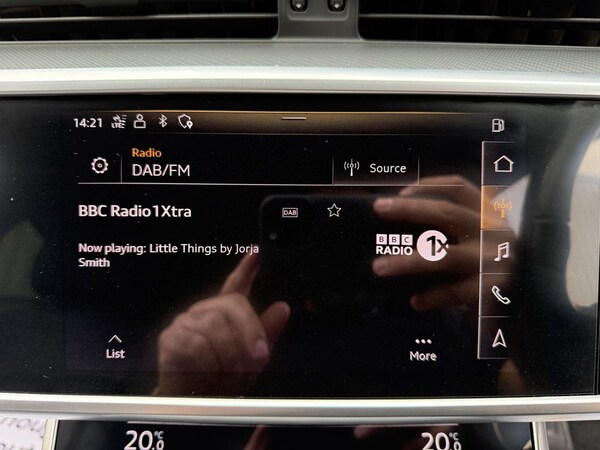 14:21
Radio
DAB/FM
Source
BBC Radio 1Xtra
DAB
Now playing: Little Things by Jorja
Smith
BBC
RADIO
1X
List
More
20.0 °C
20.0 °C